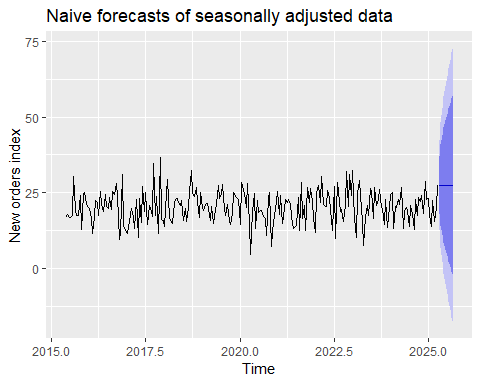 Naive forecasts of seasonally adjusted data
75
50
25
0
New orders index
2015.0 2017.5 2020.0 2022.5 2025.0
Time